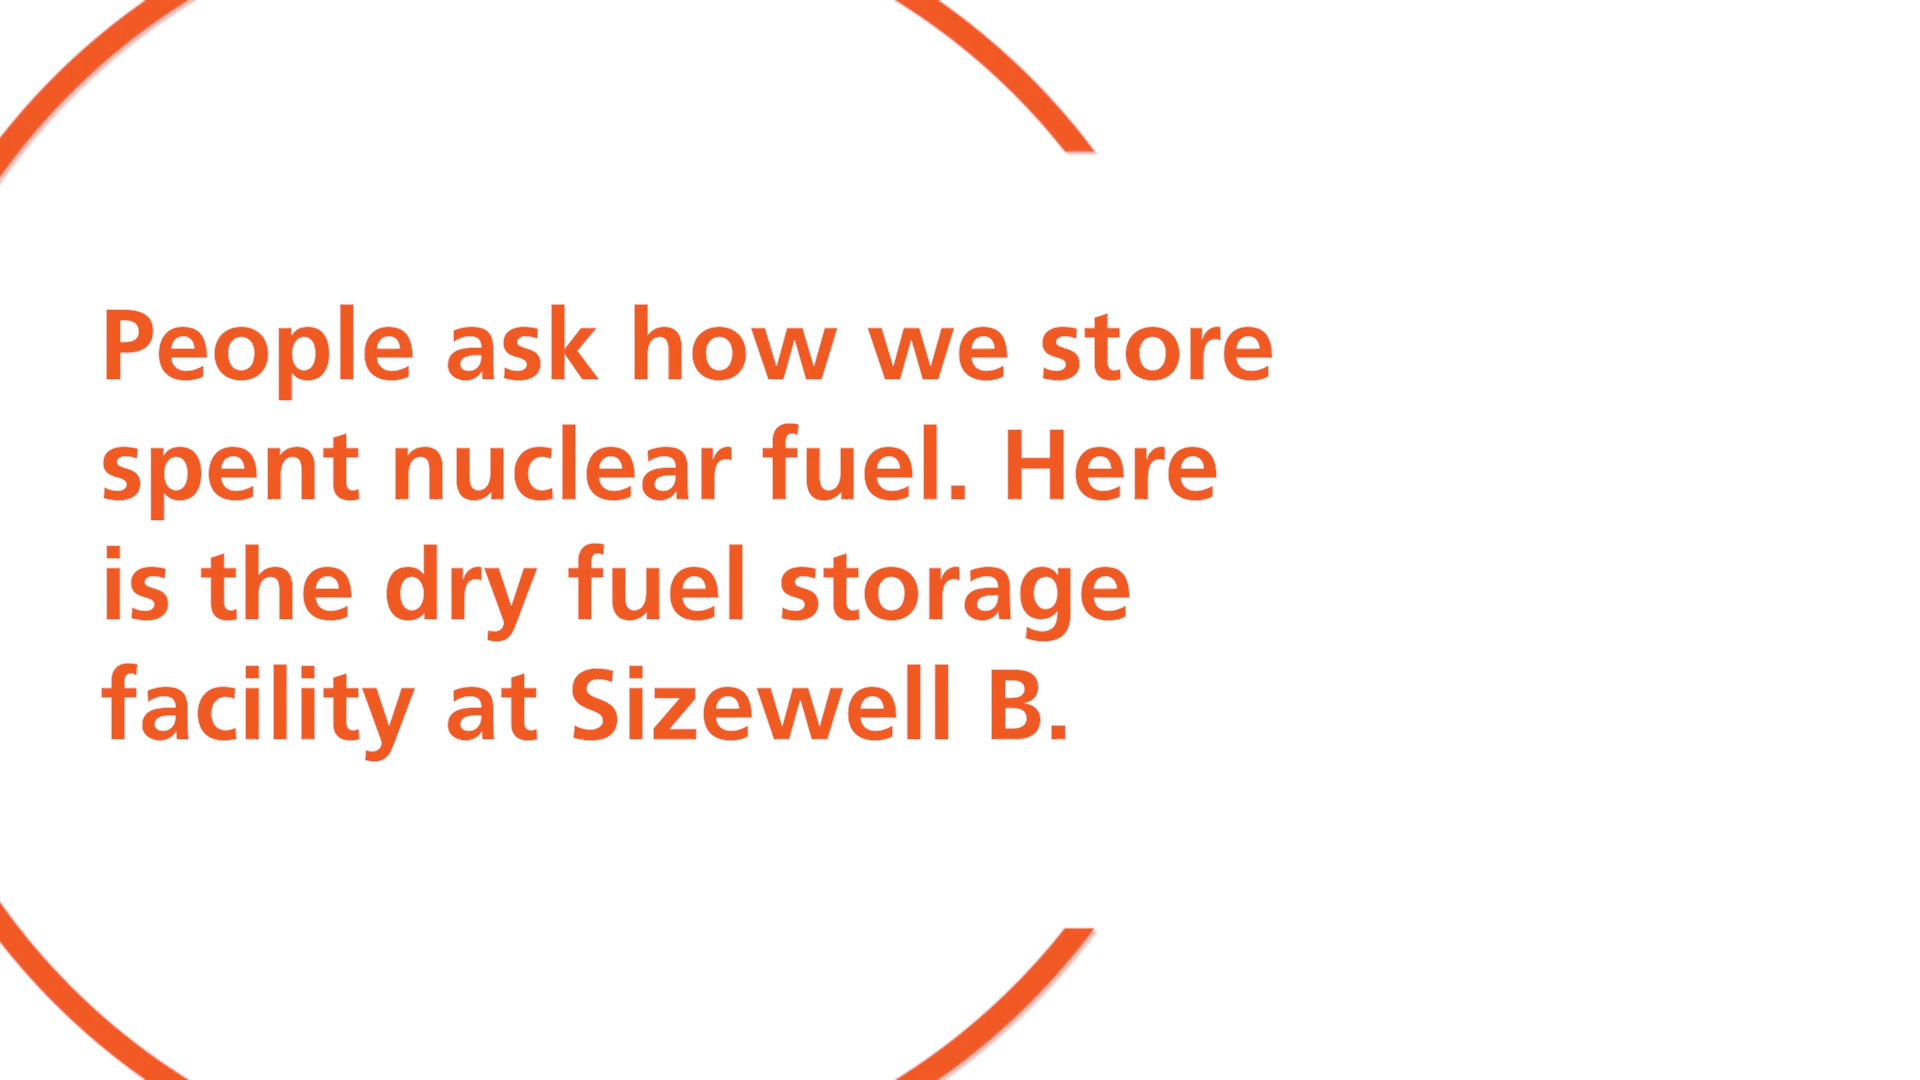 People ask how we store
spent nuclear fuel. Here
is the dry fuel storage
facility at Sizewell B.